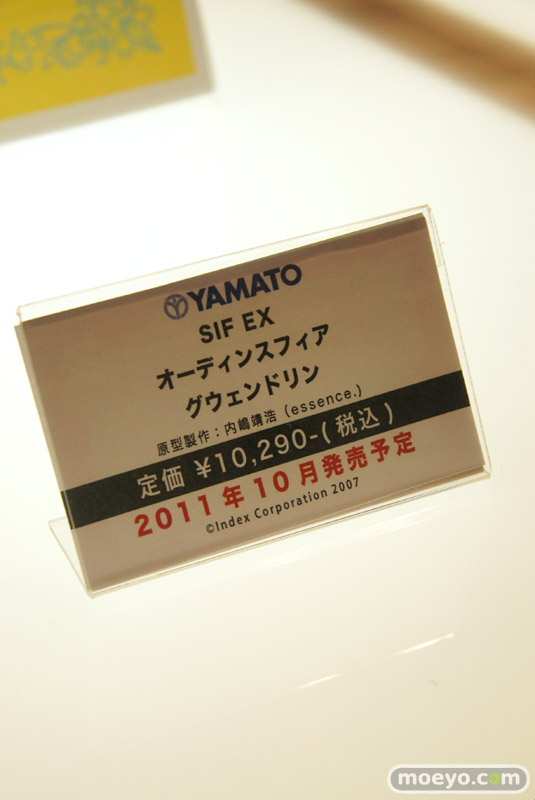 YAMATO
SIF EX
オーディンスフィア
グウェンドリン
原型製作：内嶋靖浩（essence.）
定価 ¥10,290-(税込)
2011年10月発売予定
©Index Corporation 2007
moeyo.com